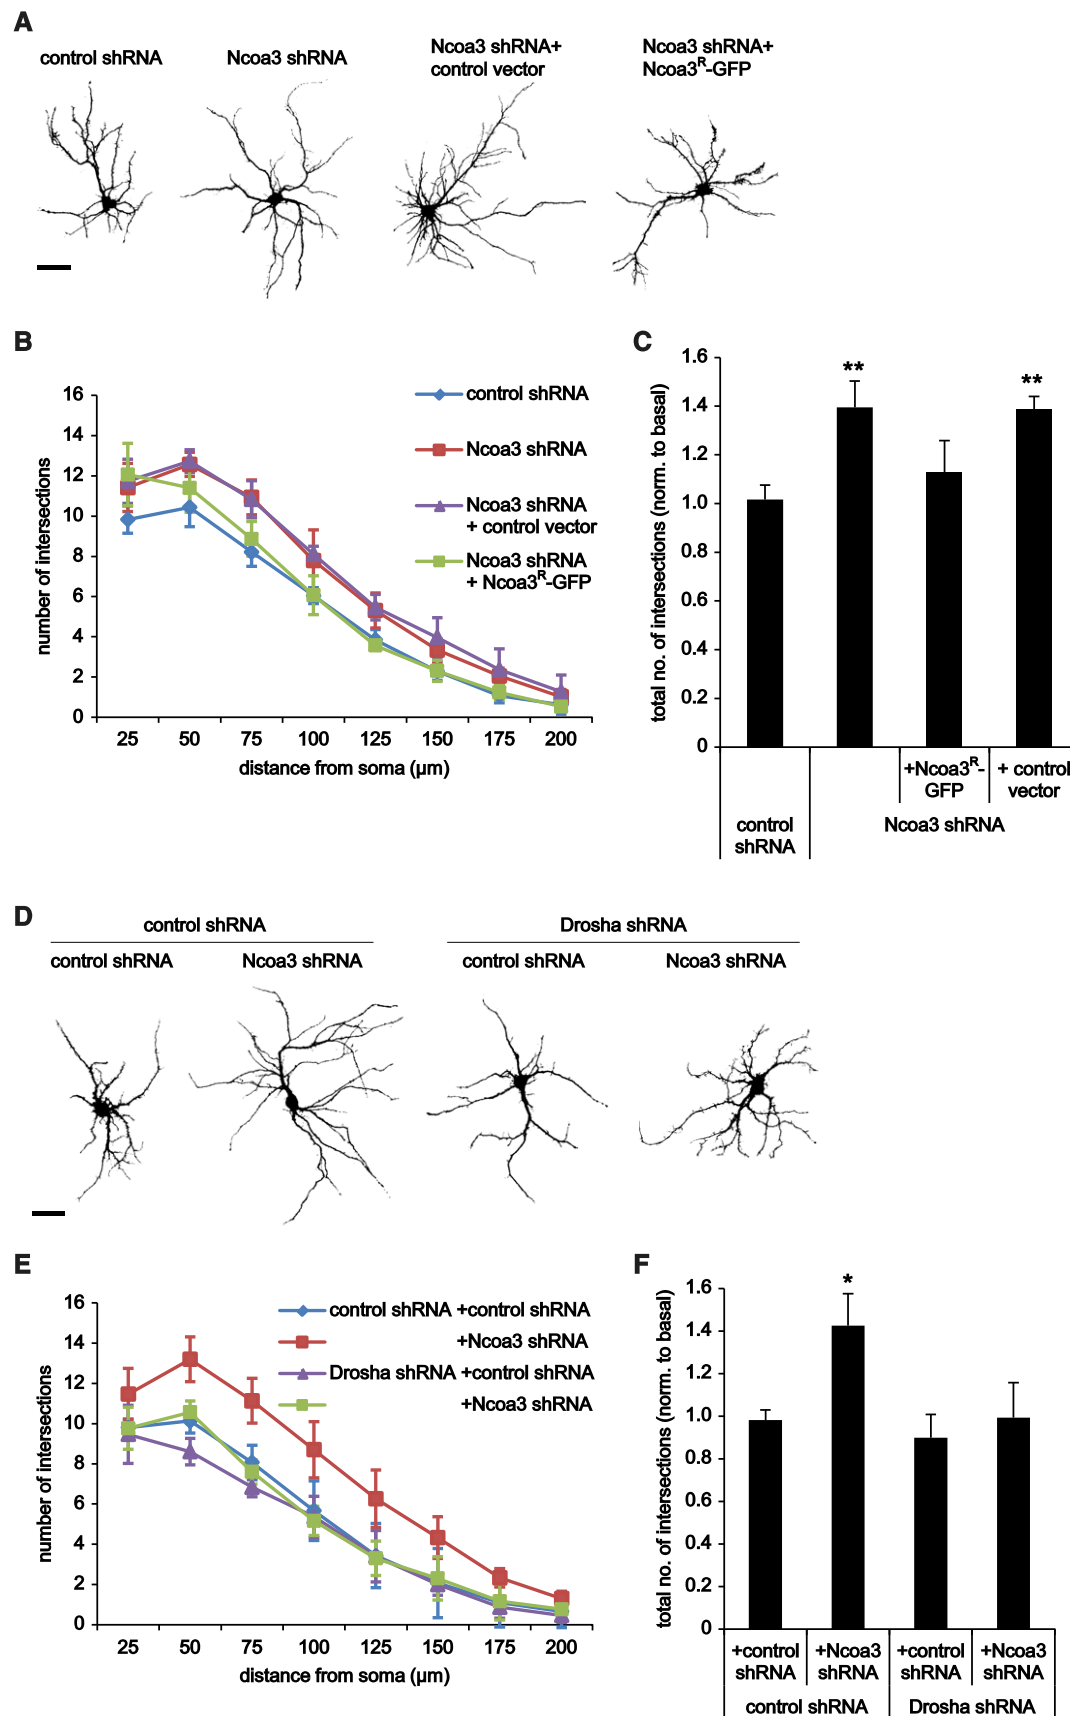 A
control shRNA
Ncoa3 shRNA
Ncoa3 shRNA+
control vector
Ncoa3 shRNA+
Ncoa3R-GFP
B
16
14
12
10
8
6
4
2
0
number of intersections
25 50 75 100 125 150 175 200
distance from soma (µm)
control shRNA
Ncoa3 shRNA
Ncoa3 shRNA
+ control vector
Ncoa3 shRNA
+ Ncoa3R-GFP
C
1.6
1.4
1.2
1.0
0.8
0.6
0.4
0.2
0
total no. of intersections (norm. to basal)
**
**
+Ncoa3R-
GFP
+ control
vector
control
shRNA
Ncoa3 shRNA
D
control shRNA
Drosha shRNA
control shRNA
Ncoa3 shRNA
control shRNA
Ncoa3 shRNA
E
16
14
12
10
8
6
4
2
0
number of intersections
25 50 75 100 125 150 175 200
distance from soma (µm)
control shRNA +control shRNA
+Ncoa3 shRNA
Drosha shRNA +control shRNA
+Ncoa3 shRNA
F
1.6
1.4
1.2
1.0
0.8
0.6
0.4
0.2
0
total no. of intersections (norm. to basal)
*
+control
shRNA
+Ncoa3
shRNA
+control
shRNA
+Ncoa3
shRNA
control shRNA
Drosha shRNA